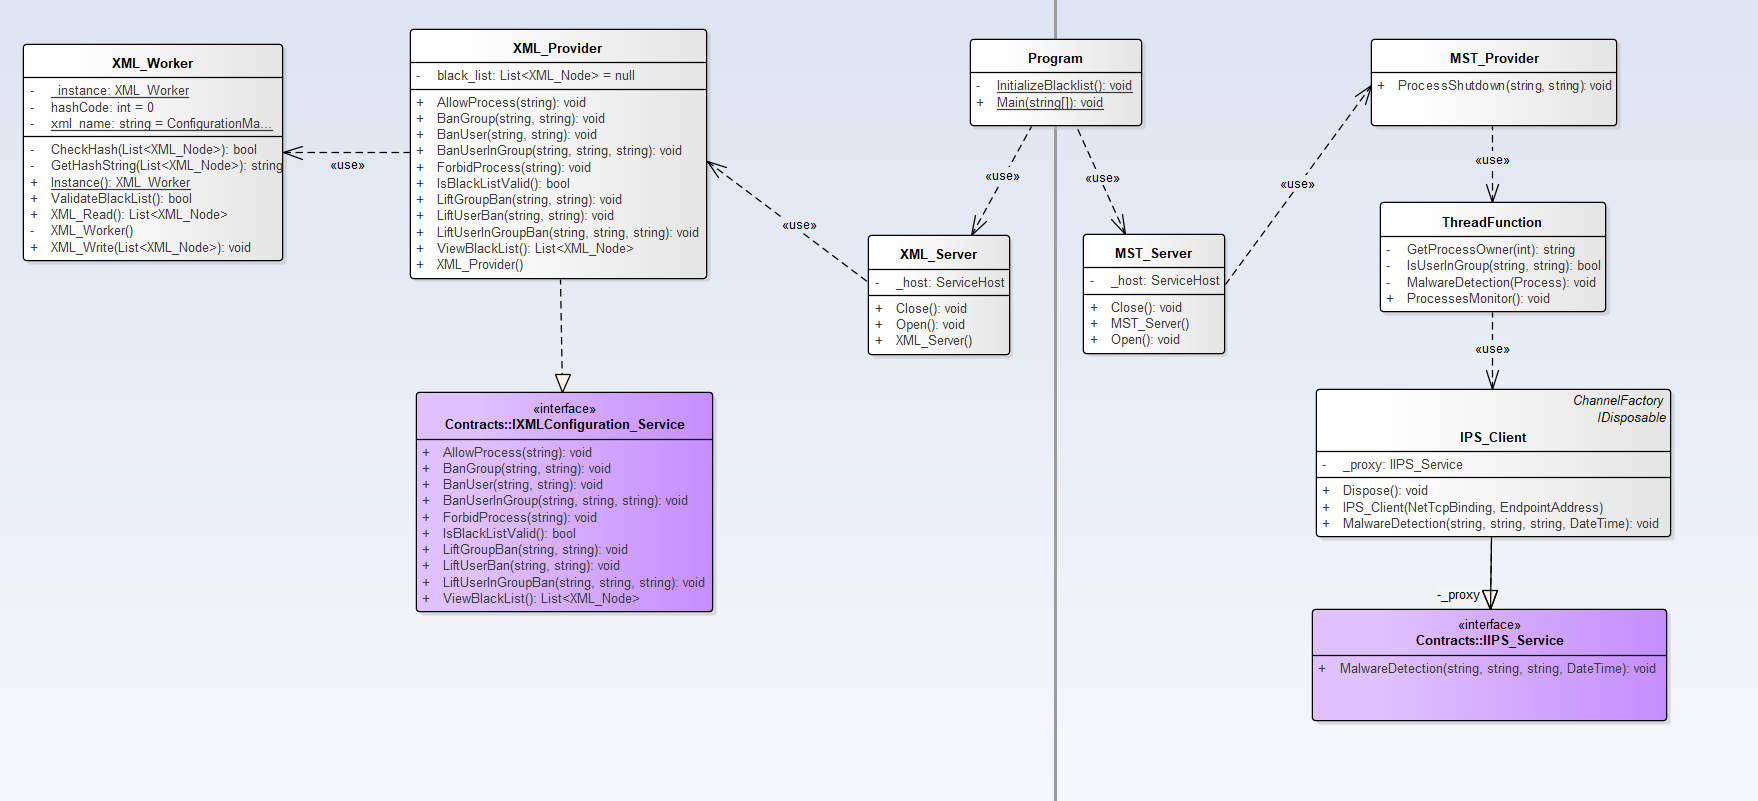 XML_Worker
- _instance: XML_Worker
- hashCode: int = 0
- xml_name: string = ConfigurationMa...
- CheckHash(List<XML_Node>): bool
- GetHashString(List<XML_Node>): string
+ Instance(): XML_Worker
+ ValidateBlackList(): bool
+ XML_Read(): List<XML_Node>
- XML_Worker()
+ XML_Write(List<XML_Node>): void
«use»
XML_Provider
- black_list: List<XML_Node> = null
+ AllowProcess(string): void
+ BanGroup(string, string): void
+ BanUser(string, string): void
+ BanUserInGroup(string, string, string): void
+ ForbidProcess(string): void
+ IsBlackListValid(): bool
+ LiftGroupBan(string, string): void
+ LiftUserBan(string, string): void
+ LiftUserInGroupBan(string, string, string): void
+ ViewBlackList(): List<XML_Node>
+ XML_Provider()
«interface»
Contracts::IXMLConfiguration_Service
+ AllowProcess(string): void
+ BanGroup(string, string): void
+ BanUser(string, string): void
+ BanUserInGroup(string, string, string): void
+ ForbidProcess(string): void
+ IsBlackListValid(): bool
+ LiftGroupBan(string, string): void
+ LiftUserBan(string, string): void
+ LiftUserInGroupBan(string, string, string): void
+ ViewBlackList(): List<XML_Node>
«use»
Program
- InitializeBlacklist(): void
+ Main(string[]): void
«use»
«use»
XML_Server
- _host: ServiceHost
+ Close(): void
+ Open(): void
+ XML_Server()
MST_Server
- _host: ServiceHost
+ Close(): void
+ MST_Server()
+ Open(): void
«use»
MST_Provider
+ ProcessShutdown(string, string): void
«use»
ThreadFunction
- GetProcessOwner(int): string
- IsUserInGroup(string, string): bool
- MalwareDetection(Process): void
+ ProcessesMonitor(): void
«use»
ChannelFactory
IDisposable
IPS_Client
- _proxy: IIPS_Service
+ Dispose(): void
+ IPS_Client(NetTcpBinding, EndpointAddress)
+ MalwareDetection(string, string, string, DateTime): void
-_proxy
«interface»
Contracts::IIPS_Service
+ MalwareDetection(string, string, string, DateTime): void